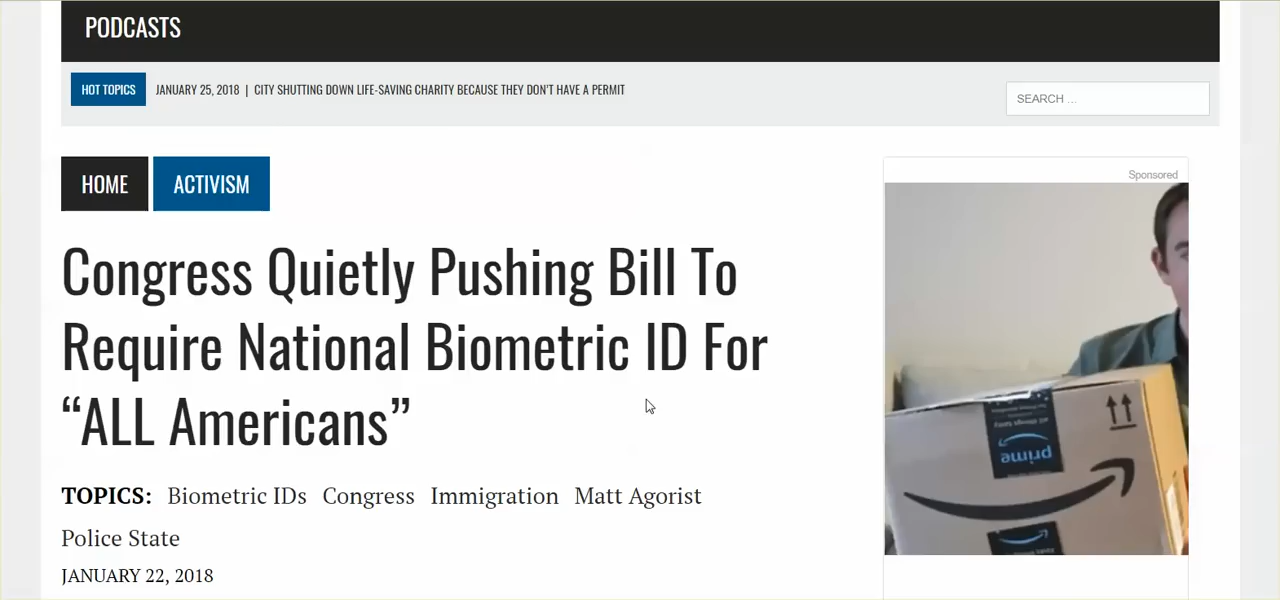 PODCASTS
HOT TOPICS JANUARY 25, 2018 | CITY SHUTTING DOWN LIFE-SAVING CHARITY BECAUSE THEY DON'T HAVE A PERMIT
SEARCH ...
HOME ACTIVISM
Sponsored
Congress Quietly Pushing Bill To
Require National Biometric ID For
“ALL Americans”
prime
TOPICS: Biometric IDs Congress Immigration Matt Agorist
Police State
JANUARY 22, 2018